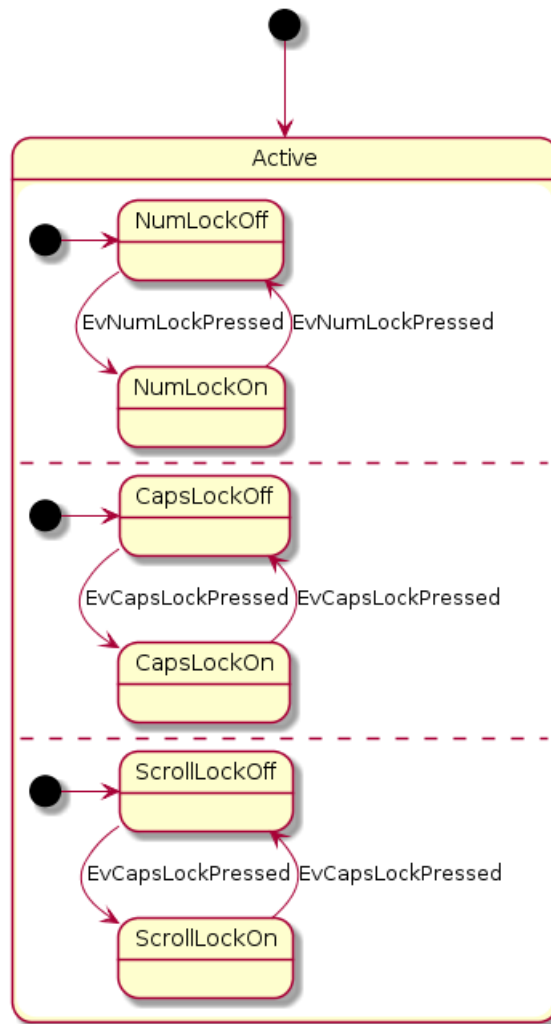 Active
NumLockOff
EvNumLockPressed EvNumLockPressed
NumLockOn
CapsLockOff
EvCapsLockPressed EvCapsLockPressed
CapsLockOn
ScrollLockOff
EvCapsLockPressed EvCapsLockPressed
ScrollLockOn